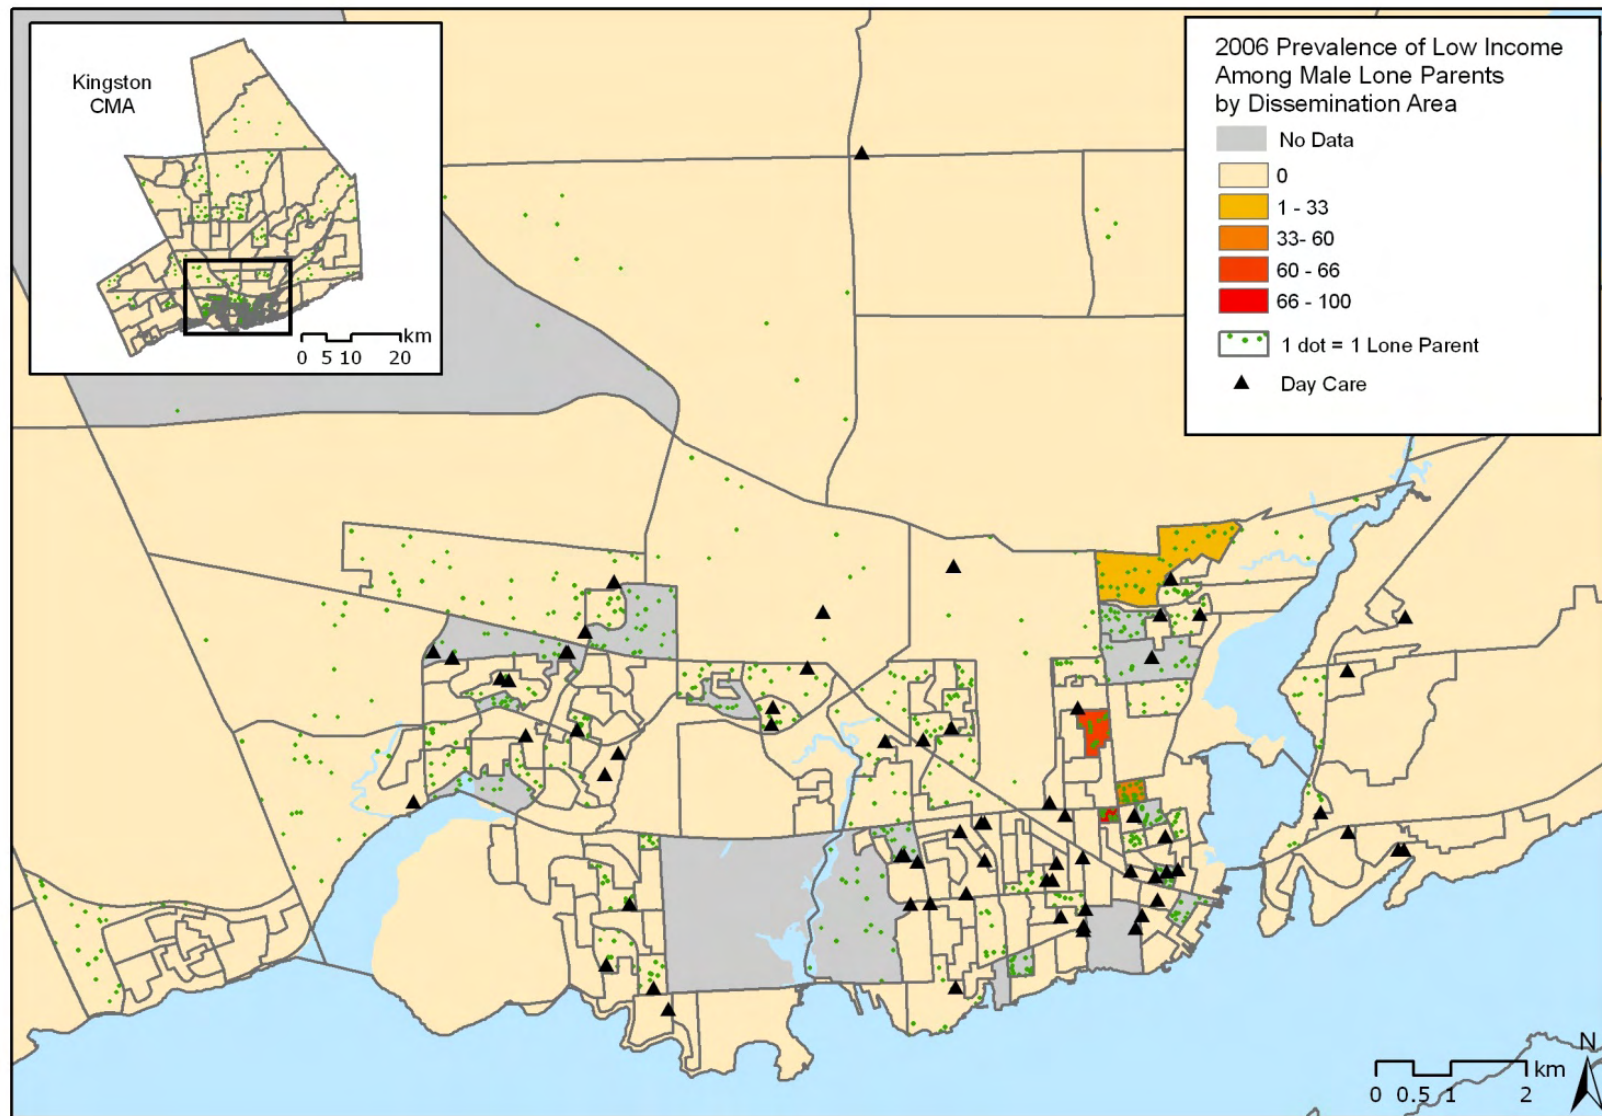 Kingston
CMA
km
0 5 10 20
2006 Prevalence of Low Income
Among Male Lone Parents
by Dissemination Area
No Data
0
1 - 33
33- 60
60 - 66
66 - 100
1 dot = 1 Lone Parent
Day Care
N
km
0 0.5 1 2